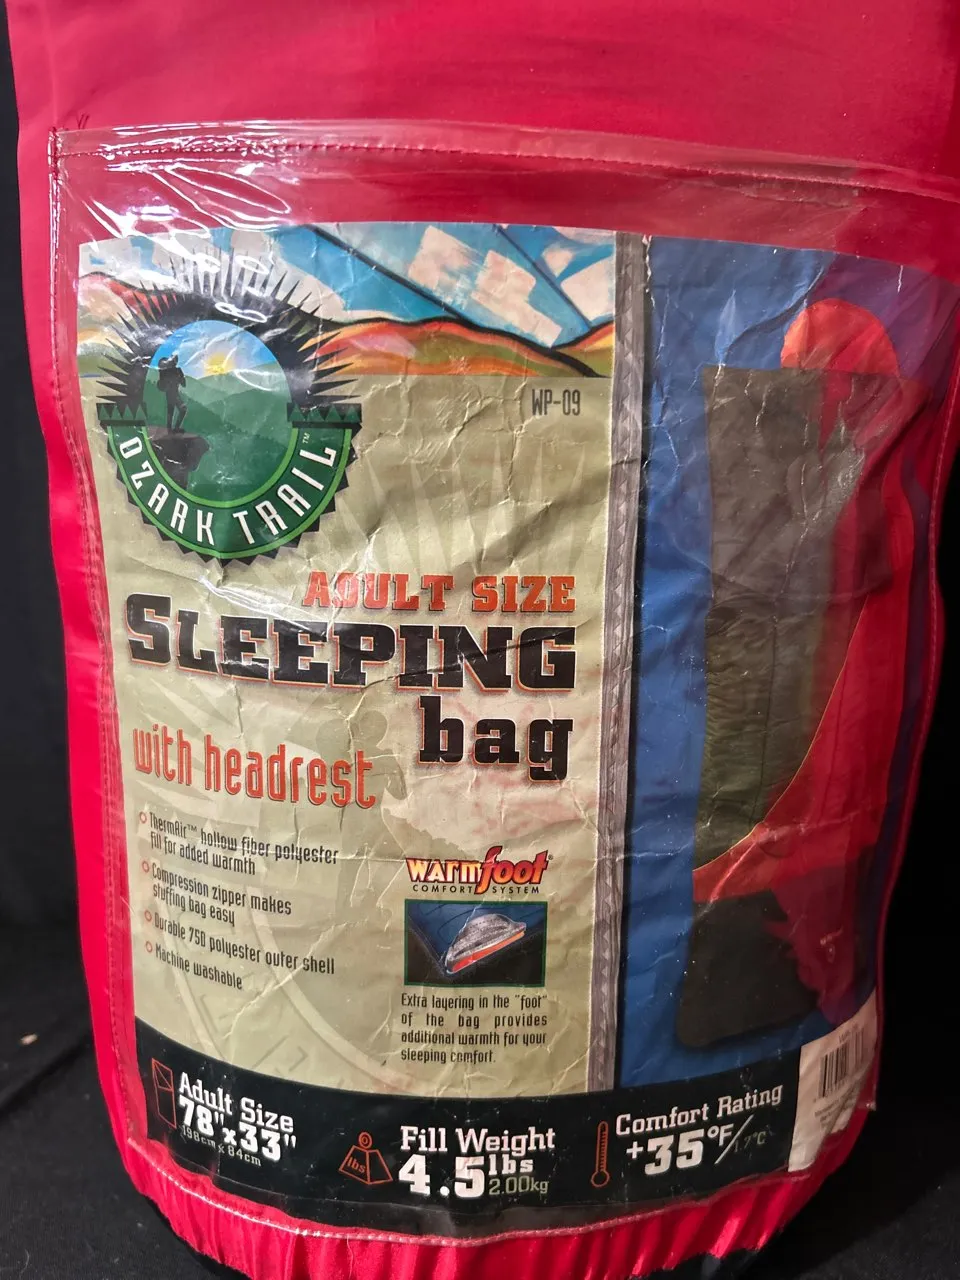 OZARK TRAIL™
WP-09
ADULT SIZE
SLEEPING
bag
with headrest
ThermAir™ hollow fiber polyester
fill for added warmth
Compression zipper makes
stuffing bag easy
Durable 75D polyester outer shell
Machine washable
WARMfoot®
COMFORT SYSTEM
Extra layering in the "foot"
of the bag provides
additional warmth for your
sleeping comfort.
Adult Size
78"x33"
198cm x 84cm
lbs
Fill Weight
4.5lbs
2.00kg
Comfort Rating
+35°F/1.7°C